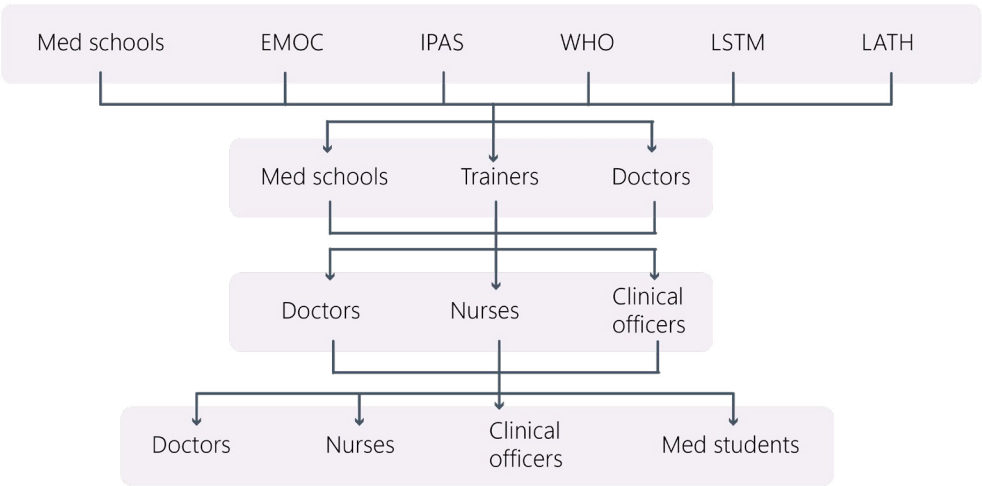 Med schools EMOC IPAS WHO LSTM LATH
Med schools Trainers Doctors
Doctors Nurses Clinical
officers
Doctors Nurses Clinical
officers Med students